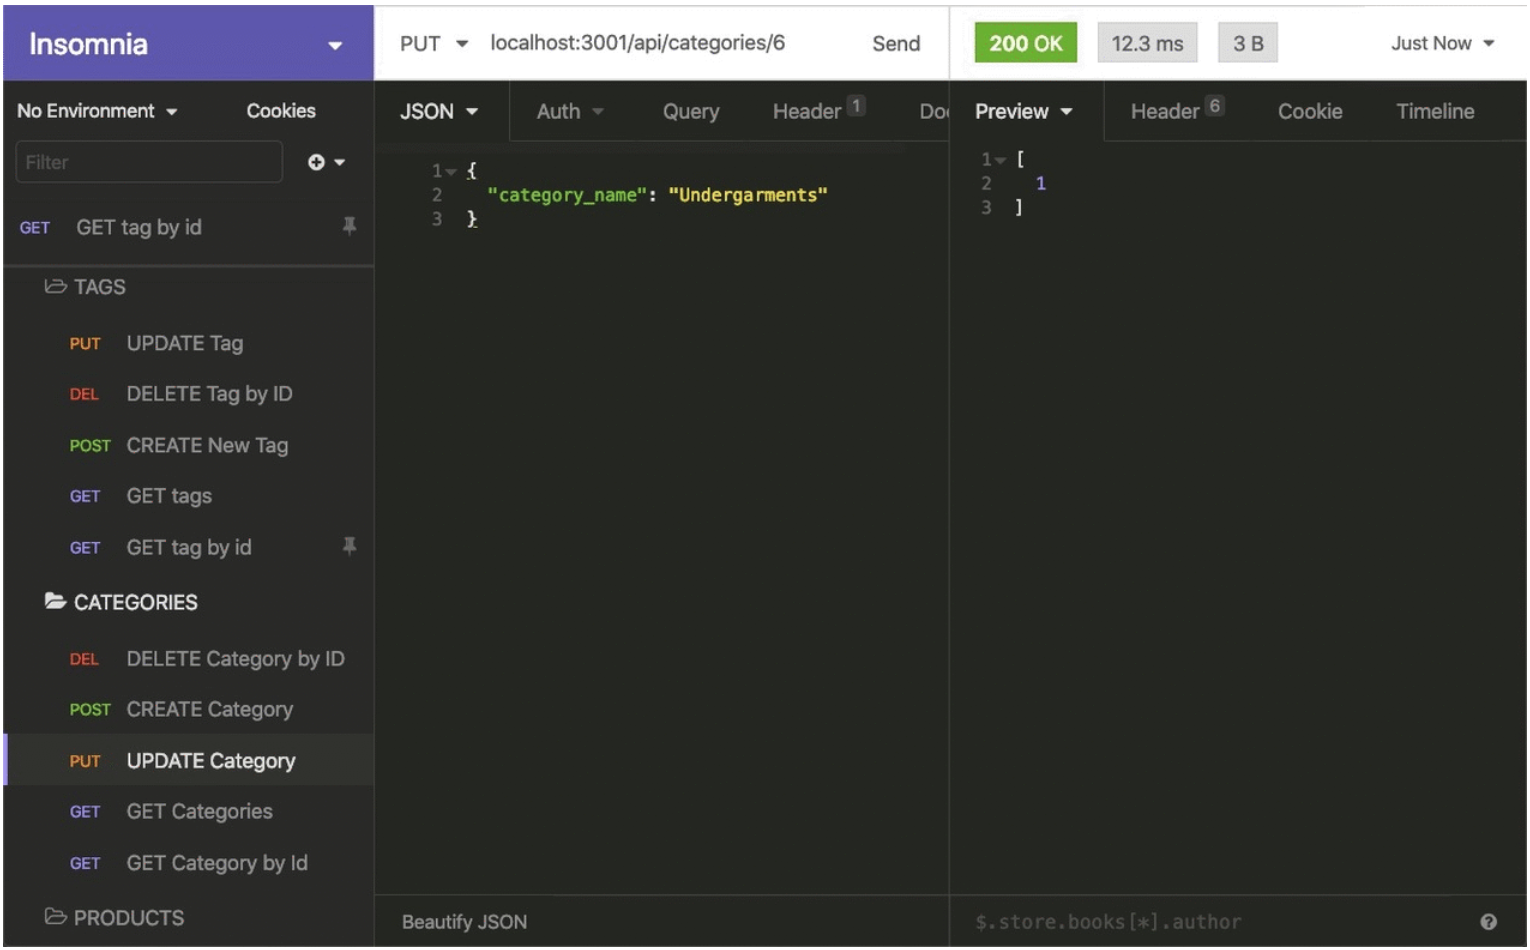 Insomnia
PUT localhost:3001/api/categories/6 Send
200 OK 12.3 ms 3 B Just Now
No Environment Cookies
JSON Auth Query Header 1 Do
Preview Header 6 Cookie Timeline
Filter
GET GET tag by id
TAGS
PUT UPDATE Tag
DEL DELETE Tag by ID
POST CREATE New Tag
GET GET tags
GET GET tag by id
CATEGORIES
DEL DELETE Category by ID
POST CREATE Category
PUT UPDATE Category
GET GET Categories
GET GET Category by Id
PRODUCTS
1 {
2 "category_name": "Undergarments"
3 }
Beautify JSON
1 [
2 1
3 ]
$.store.books[*].author ?